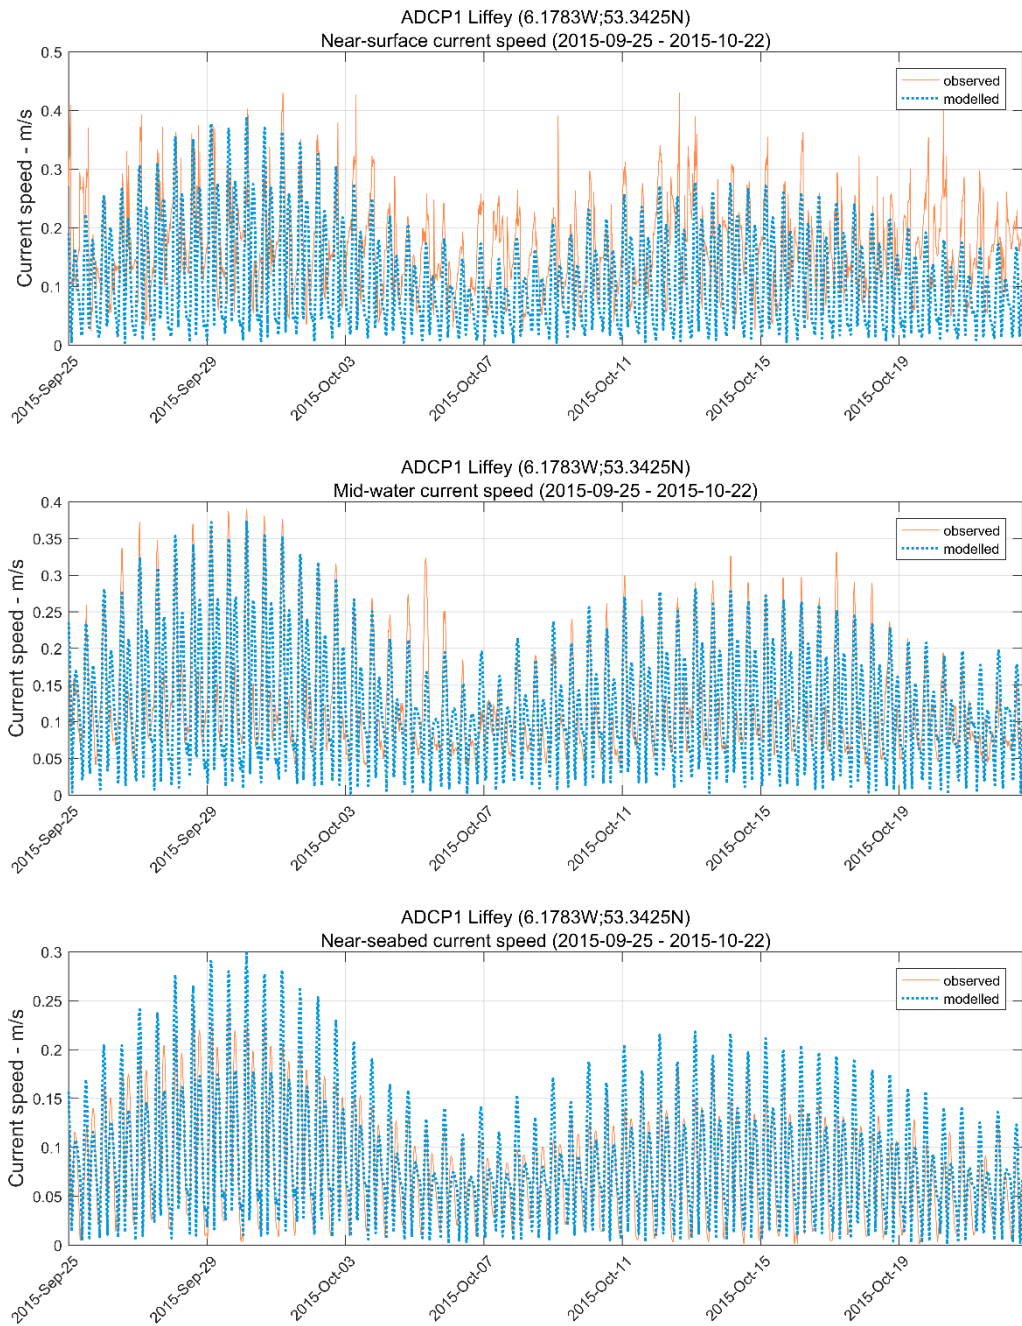 ADCP1 Liffey (6.1783W;53.3425N)
Near-surface current speed (2015-09-25 - 2015-10-22)
0.5
0.4
0.3
0.2
0.1
0
Current speed - m/s
observed
modelled
2015-Sep-25
2015-Sep-29
2015-Oct-03
2015-Oct-07
2015-Oct-11
2015-Oct-15
2015-Oct-19
ADCP1 Liffey (6.1783W;53.3425N)
Mid-water current speed (2015-09-25 - 2015-10-22)
0.4
0.35
0.3
0.25
0.2
0.15
0.1
0.05
0
Current speed - m/s
observed
modelled
2015-Sep-25
2015-Sep-29
2015-Oct-03
2015-Oct-07
2015-Oct-11
2015-Oct-15
2015-Oct-19
ADCP1 Liffey (6.1783W;53.3425N)
Near-seabed current speed (2015-09-25 - 2015-10-22)
0.3
0.25
0.2
0.15
0.1
0.05
0
Current speed - m/s
observed
modelled
2015-Sep-25
2015-Sep-29
2015-Oct-03
2015-Oct-07
2015-Oct-11
2015-Oct-15
2015-Oct-19